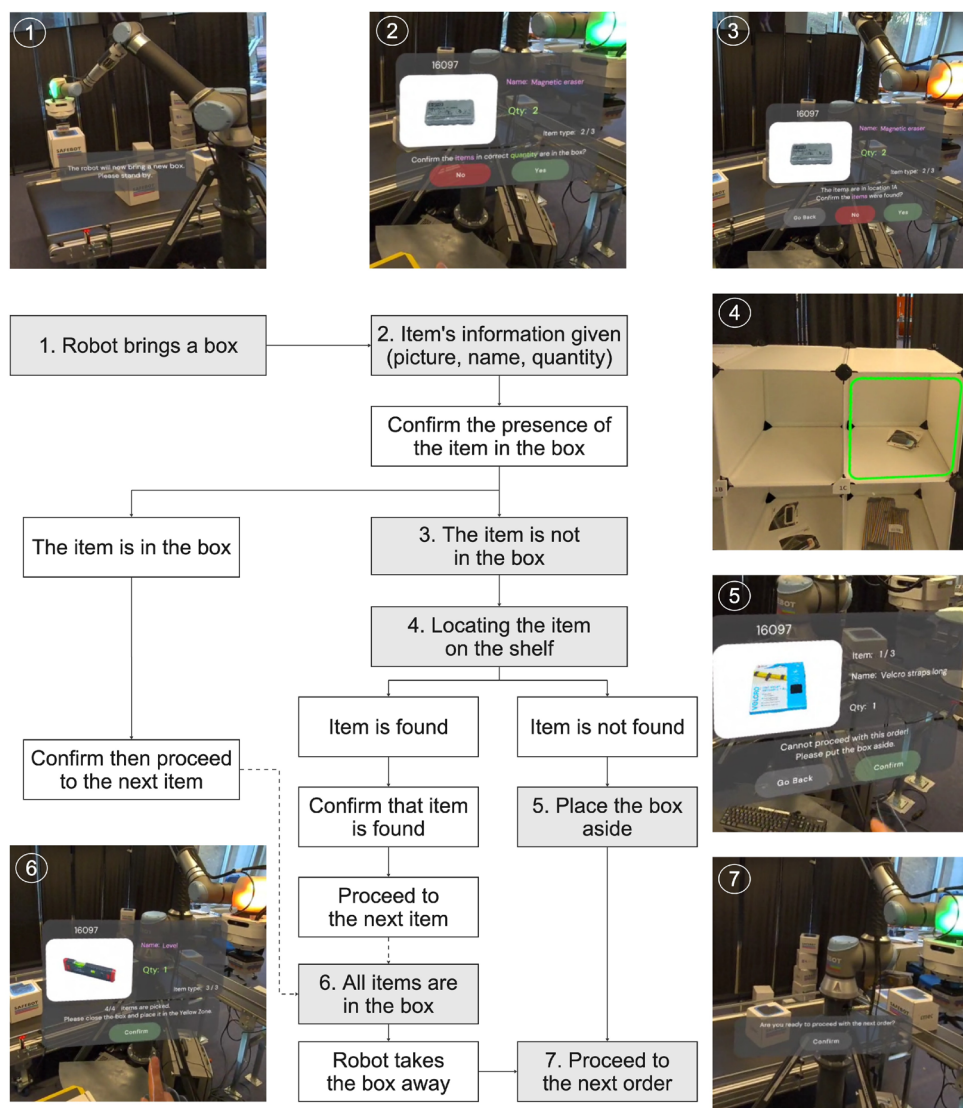 1
The robot will now bring a new box.
Please stand by.
SAFEBOT
2
16097
Name: Magnetic eraser
Qty: 2
Item type: 2 / 3
Confirm the items in correct quantity are in the box?
No
Yes
3
16097
Name: Magnetic eraser
Qty: 2
Item type: 2 / 3
The items are in location 1A
Confirm the items were found?
Go Back
No
Yes
1. Robot brings a box
2. Item's information given
(picture, name, quantity)
Confirm the presence of
the item in the box
The item is in the box
3. The item is not
in the box
4. Locating the item
on the shelf
Item is found
Item is not found
Confirm then proceed
to the next item
Confirm that item
is found
5. Place the box
aside
Proceed to
the next item
6. All items are
in the box
Robot takes
the box away
7. Proceed to
the next order
4
1B
1C
5
16097
Item: 1 / 3
Name: Velcro straps long
Qty: 1
VELCRO
Cannot proceed with this order!
Please put the box aside.
Go Back
Confirm
6
16097
Name: Level
Qty: 1
Item type: 3 / 3
4/4 Items are picked.
Please close the box and place it in the Yellow Zone.
Confirm
SAFEBOT
7
Are you ready to proceed with the next order?
Confirm